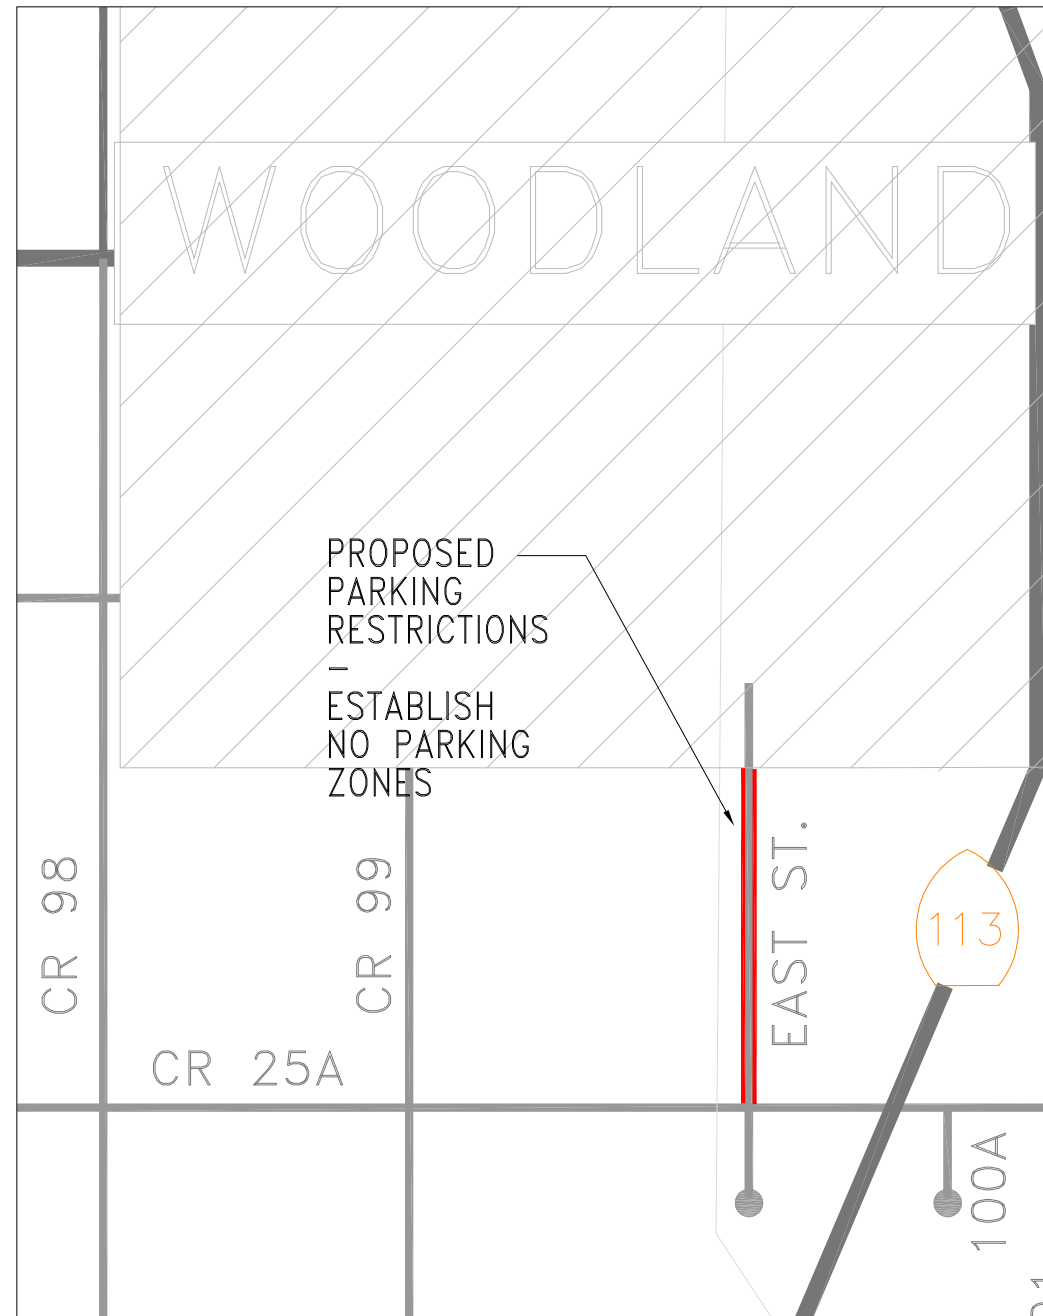 WOODLAND
PROPOSED
PARKING
RESTRICTIONS
–
ESTABLISH
NO PARKING
ZONES
CR 98
CR 99
EAST ST.
113
CR 25A
100A